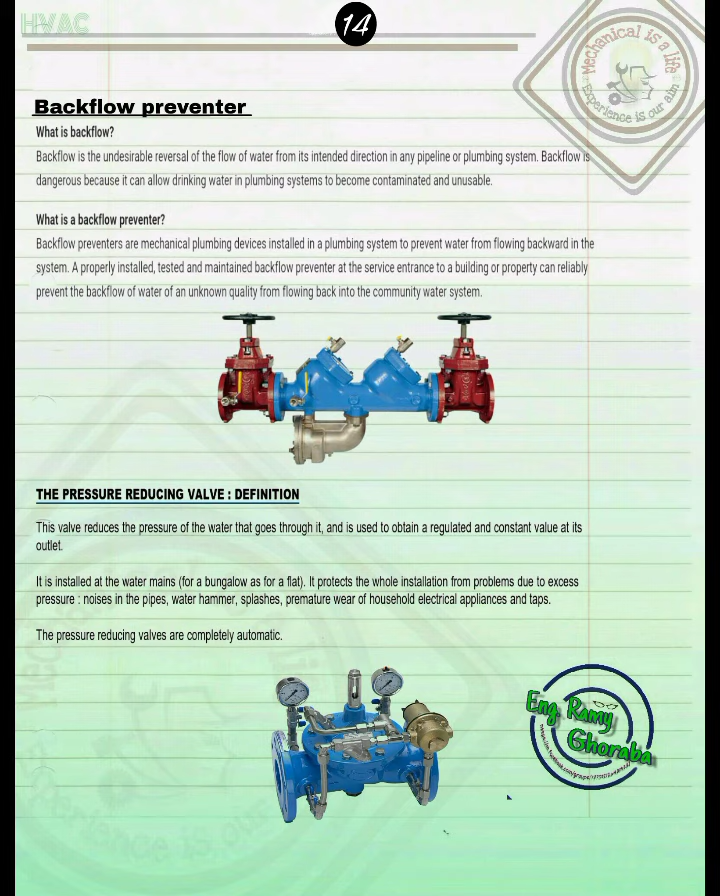 HVAC
14
Mechanical is a life
Experience is our aim
Backflow preventer
What is backflow?
Backflow is the undesirable reversal of the flow of water from its intended direction in any pipeline or plumbing system. Backflow is
dangerous because it can allow drinking water in plumbing systems to become contaminated and unusable.
What is a backflow preventer?
Backflow preventers are mechanical plumbing devices installed in a plumbing system to prevent water from flowing backward in the
system. A properly installed, tested and maintained backflow preventer at the service entrance to a building or property can reliably
prevent the backflow of water of an unknown quality from flowing back into the community water system.
THE PRESSURE REDUCING VALVE : DEFINITION
This valve reduces the pressure of the water that goes through it, and is used to obtain a regulated and constant value at its
outlet.
It is installed at the water mains (for a bungalow as for a flat). It protects the whole installation from problems due to excess
pressure : noises in the pipes, water hammer, splashes, premature wear of household electrical appliances and taps.
The pressure reducing valves are completely automatic.
Eng. Ramy
Ghoraba